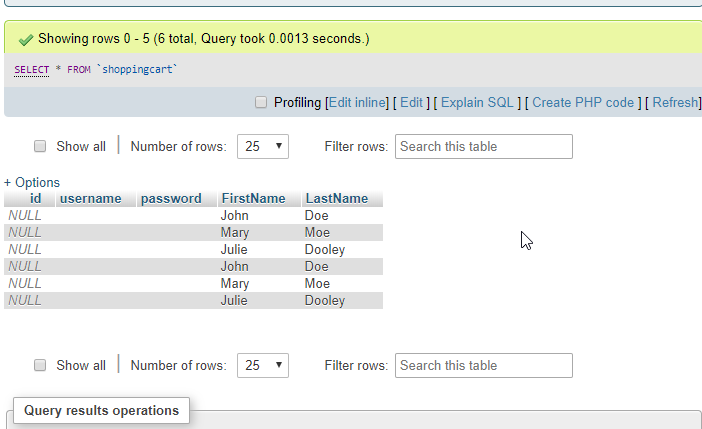 Showing rows 0 - 5 (6 total, Query took 0.0013 seconds.)
SELECT * FROM `shoppingcart`
Profiling [Edit inline] [ Edit ] [ Explain SQL ] [ Create PHP code ] [ Refresh]
Show all | Number of rows: 25 Filter rows: Search this table
+ Options
id username password FirstName LastName
NULL John Doe
NULL Mary Moe
NULL Julie Dooley
NULL John Doe
NULL Mary Moe
NULL Julie Dooley
Show all | Number of rows: 25 Filter rows: Search this table
Query results operations